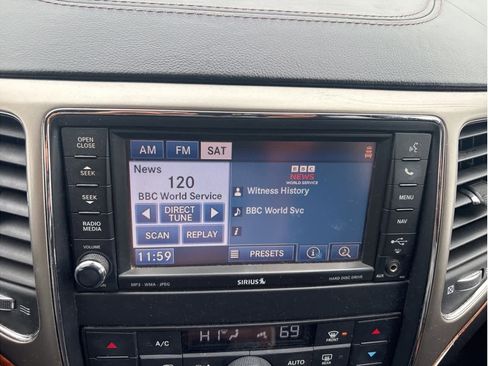 OPEN
CLOSE
SEEK
SEEK
RADIO
MEDIA
VOLUME
AM FM SAT
News
120
BBC World Service
DIRECT
TUNE
SCAN REPLAY
11:59
BBC
NEWS
WORLD SERVICE
Witness History
BBC World Svc
i
PRESETS
i
MENU
NAV
AUX
MP3 - WMA - JPEG
SIRIUS
HARD DISC DRIVE
A/C
HI
69
FRONT
AUTO
REAR